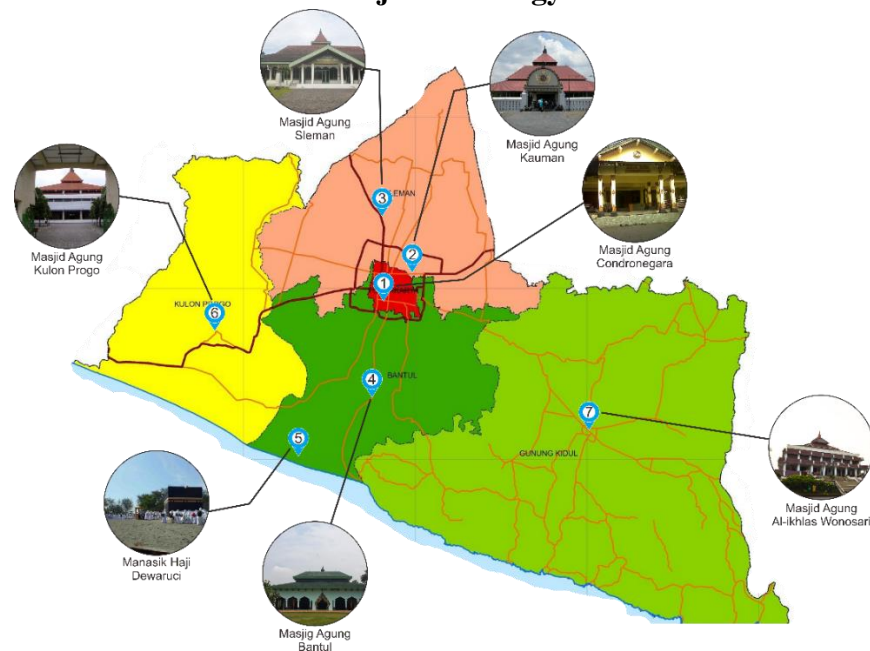 Masjid Agung
Sleman
Masjid Agung
Kauman
Masjid Agung
Kulon Progo
Masjid Agung
Condronegara
3
LEMAN
2
1
KULON PROGO
6
4
BANTUL
5
7
GUNUNG KIDUL
Masjid Agung
Al-ikhlas Wonosari
Manasik Haji
Dewaruci
Masjig Agung
Bantul